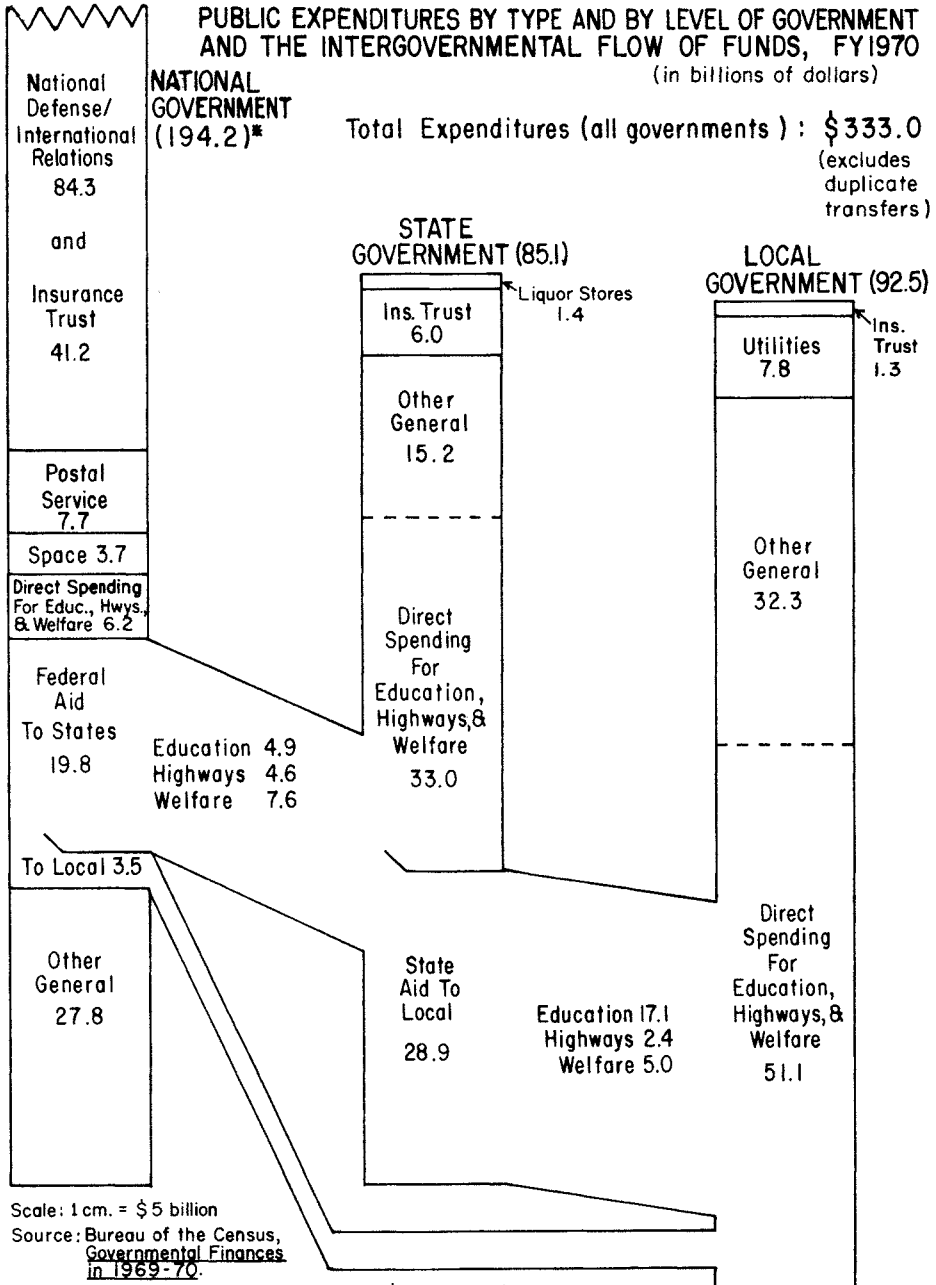 PUBLIC EXPENDITURES BY TYPE AND BY LEVEL OF GOVERNMENT
AND THE INTERGOVERNMENTAL FLOW OF FUNDS, FY1970
(in billions of dollars)
Total Expenditures (all governments): $333.0
(excludes
duplicate
transfers)
NATIONAL
GOVERNMENT
(194.2)*
National
Defense/
International
Relations
84.3
and
Insurance
Trust
41.2
Postal
Service
7.7
Space 3.7
Direct Spending
For Educ., Hwys.,
& Welfare 6.2
Federal
Aid
To States
19.8
To Local 3.5
Other
General
27.8
Education 4.9
Highways 4.6
Welfare 7.6
STATE
GOVERNMENT (85.1)
Liquor Stores
1.4
Ins. Trust
6.0
Other
General
15.2
Direct
Spending
For
Education,
Highways, &
Welfare
33.0
State
Aid To
Local
28.9
Education 17.1
Highways 2.4
Welfare 5.0
LOCAL
GOVERNMENT (92.5)
Ins.
Trust
1.3
Utilities
7.8
Other
General
32.3
Direct
Spending
For
Education,
Highways, &
Welfare
51.1
Scale: 1 cm. = $5 billion
Source: Bureau of the Census,
Governmental Finances
in 1969-70.